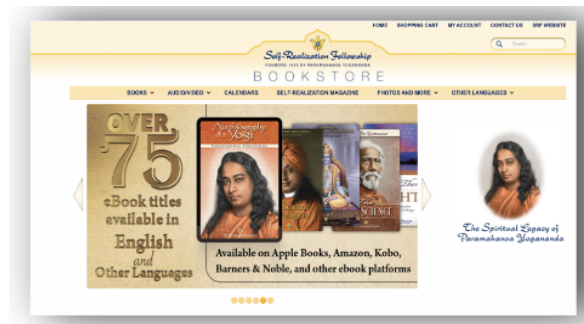 HOME SHOPPING CART MY ACCOUNT CONTACT US SRF WEBSITE
Search
Self-Realization Fellowship
FOUNDED 1920 BY PARAMAHANSA YOGANANDA
BOOKSTORE
BOOKS AUDIO/VIDEO CALENDARS SELF-REALIZATION MAGAZINE PHOTOS AND MORE OTHER LANGUAGES
OVER
75
eBook titles
available in
English
and
Other Languages
Autobiography
of a
Yogi
PARAMAHANSA YOGANANDA
SCIENCE
Available on Apple Books, Amazon, Kobo,
Barners & Noble, and other ebook platforms
The Spiritual Legacy of
Paramahansa Yogananda